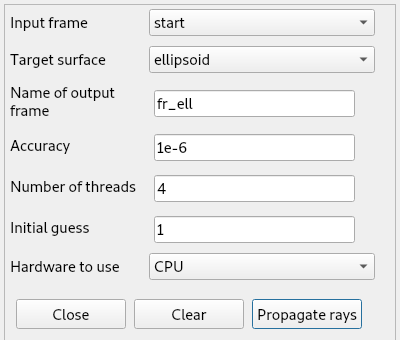 Input frame start
Target surface ellipsoid
Name of output
frame
fr_ell
Accuracy 1e-6
Number of threads 4
Initial guess 1
Hardware to use CPU
Close Clear Propagate rays